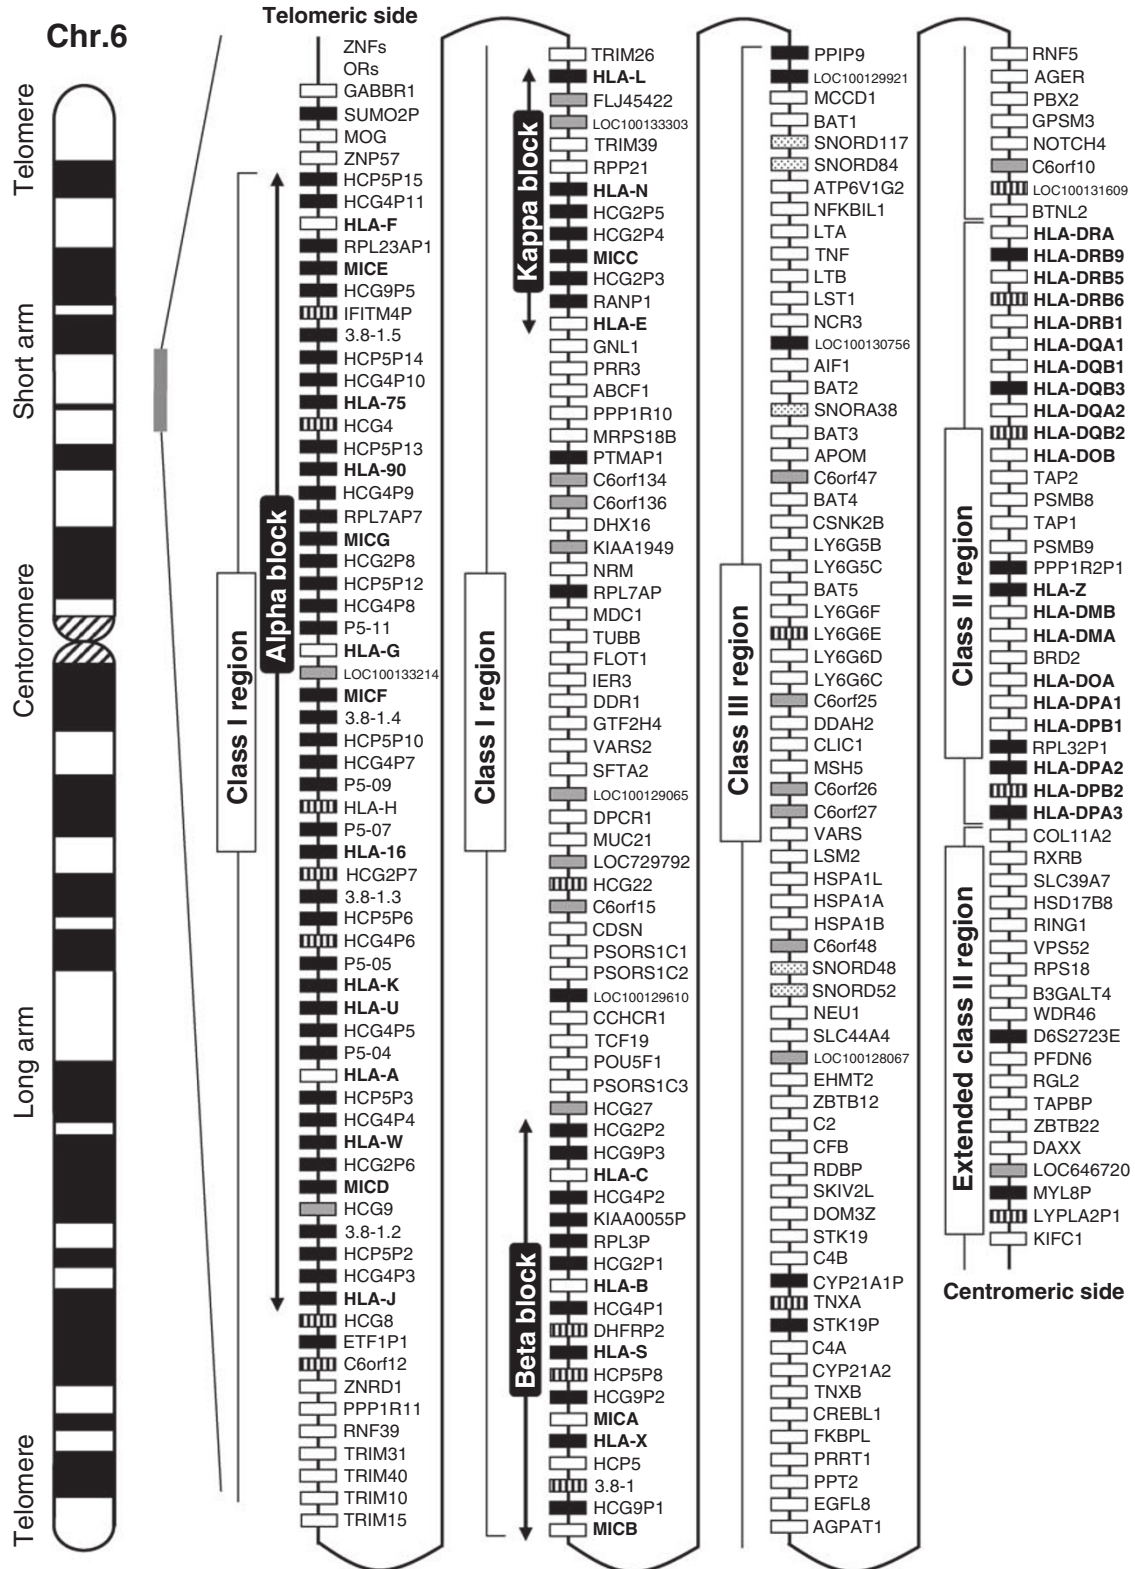 Chr.6
Telomere
Short arm
Centoromere
Long arm
Telomere
Telomeric side
ZNFs
ORs
GABBR1
SUMO2P
MOG
ZNP57
HCP5P15
HCG4P11
HLA-F
RPL23AP1
MICE
HCG9P5
IFITM4P
3.8-1.5
HCP5P14
HCG4P10
HLA-75
HCG4
HCP5P13
HLA-90
HCG4P9
RPL7AP7
MICG
HCG2P8
HCP5P12
HCG4P8
P5-11
HLA-G
LOC100133214
MICF
3.8-1.4
HCP5P10
HCG4P7
P5-09
HLA-H
P5-07
HLA-16
HCG2P7
3.8-1.3
HCP5P6
HCG4P6
P5-05
HLA-K
HLA-U
HCG4P5
P5-04
HLA-A
HCP5P3
HCG4P4
HLA-W
HCG2P6
MICD
HCG9
3.8-1.2
HCP5P2
HCG4P3
HLA-J
HCG8
ETF1P1
C6orf12
ZNRD1
PPP1R11
RNF39
TRIM31
TRIM40
TRIM10
TRIM15
Class I region
Alpha block
TRIM26
HLA-L
FLJ45422
LOC100133303
TRIM39
RPP21
HLA-N
HCG2P5
HCG2P4
MICC
HCG2P3
RANP1
HLA-E
GNL1
PRR3
ABCF1
PPP1R10
MRPS18B
PTMAP1
C6orf134
C6orf136
DHX16
KIAA1949
NRM
RPL7AP
MDC1
TUBB
FLOT1
IER3
DDR1
GTF2H4
VARS2
SFTA2
LOC100129065
DPCR1
MUC21
LOC729792
HCG22
C6orf15
CDSN
PSORS1C1
PSORS1C2
LOC100129610
CCHCR1
TCF19
POU5F1
PSORS1C3
HCG27
HCG2P2
HCG9P3
HLA-C
HCG4P2
KIAA0055P
RPL3P
HCG2P1
HLA-B
HCG4P1
DHFRP2
HLA-S
HCP5P8
HCG9P2
MICA
HLA-X
HCP5
3.8-1
HCG9P1
MICB
Class I region
Kappa block
Beta block
PPIP9
LOC100129921
MCCD1
BAT1
SNORD117
SNORD84
ATP6V1G2
NFKBIL1
LTA
TNF
LTB
LST1
NCR3
LOC100130756
AIF1
BAT2
SNORA38
BAT3
APOM
C6orf47
BAT4
CSNK2B
LY6G5B
LY6G5C
BAT5
LY6G6F
LY6G6E
LY6G6D
LY6G6C
C6orf25
DDAH2
CLIC1
MSH5
C6orf26
C6orf27
VARS
LSM2
HSPA1L
HSPA1A
HSPA1B
C6orf48
SNORD48
SNORD52
NEU1
SLC44A4
LOC100128067
EHMT2
ZBTB12
C2
CFB
RDBP
SKIV2L
DOM3Z
STK19
C4B
CYP21A1P
TNXA
STK19P
C4A
CYP21A2
TNXB
CREBL1
FKBPL
PRRT1
PPT2
EGFL8
AGPAT1
Class III region
RNF5
AGER
PBX2
GPSM3
NOTCH4
C6orf10
LOC100131609
BTNL2
HLA-DRA
HLA-DRB9
HLA-DRB5
HLA-DRB6
HLA-DRB1
HLA-DQA1
HLA-DQB1
HLA-DQB3
HLA-DQA2
HLA-DQB2
HLA-DOB
TAP2
PSMB8
TAP1
PSMB9
PPP1R2P1
HLA-Z
HLA-DMB
HLA-DMA
BRD2
HLA-DOA
HLA-DPA1
HLA-DPB1
RPL32P1
HLA-DPA2
HLA-DPB2
HLA-DPA3
COL11A2
RXRB
SLC39A7
HSD17B8
RING1
VPS52
RPS18
B3GALT4
WDR46
D6S2723E
PFDN6
RGL2
TAPBP
ZBTB22
DAXX
LOC646720
MYL8P
LYPLA2P1
KIFC1
Class II region
Extended class II region
Centromeric side